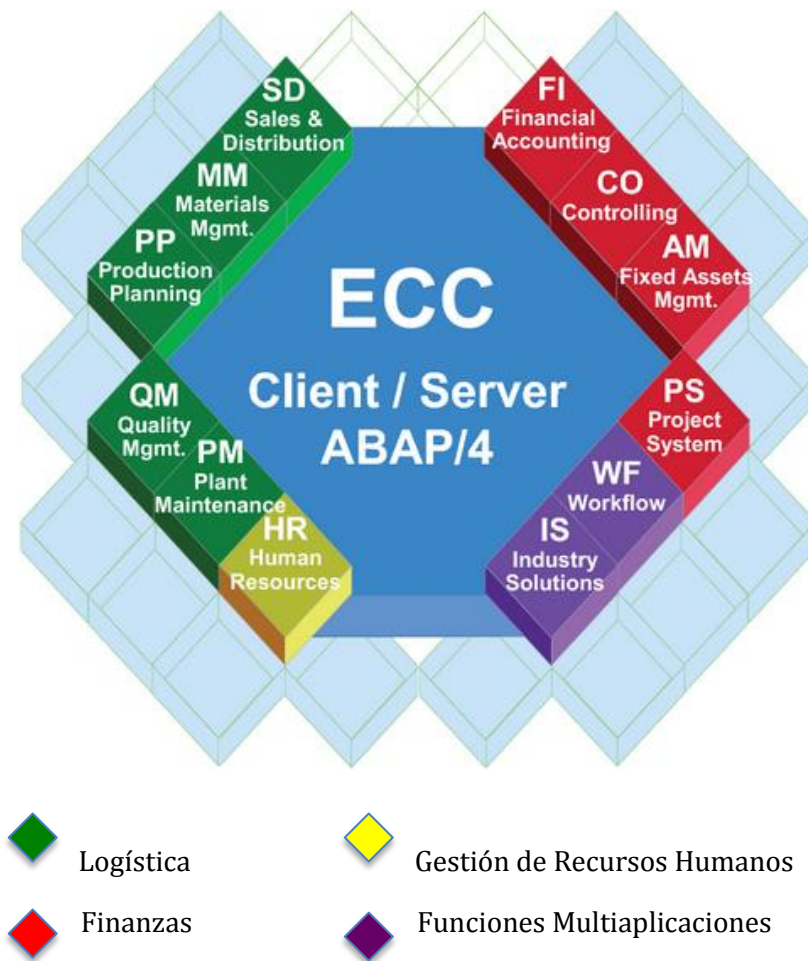 SD
Sales &
Distribution
MM
Materials
Mgmt.
PP
Production
Planning
FI
Financial
Accounting
CO
Controlling
AM
Fixed Assets
Mgmt.
ECC
Client / Server
ABAP/4
QM
Quality
Mgmt.
PM
Plant
Maintenance
HR
Human
Resources
PS
Project
System
WF
Workflow
IS
Industry
Solutions
Logística
Gestión de Recursos Humanos
Finanzas
Funciones Multiaplicaciones